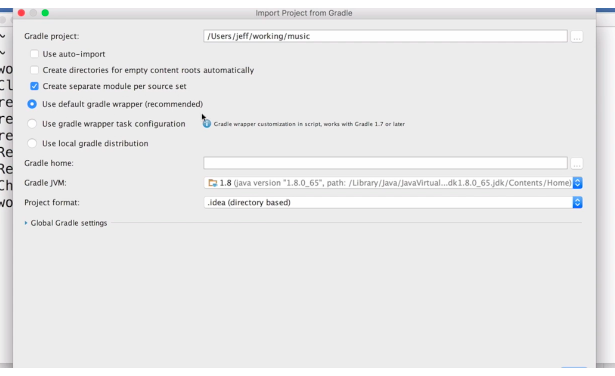 Import Project from Gradle
Gradle project: /Users/jeff/working/music ...
Use auto-import
Create directories for empty content roots automatically
Create separate module per source set
Use default gradle wrapper (recommended)
Use gradle wrapper task configuration Gradle wrapper customization in script, works with Gradle 1.7 or later
Use local gradle distribution
Gradle home: ...
Gradle JVM: 1.8 (java version "1.8.0_65", path: /Library/Java/JavaVirtual...dk1.8.0_65.jdk/Contents/Home)
Project format: .idea (directory based)
Global Gradle settings
~
~
wo
Cl
re
re
re
Re
Re
Ch
wo